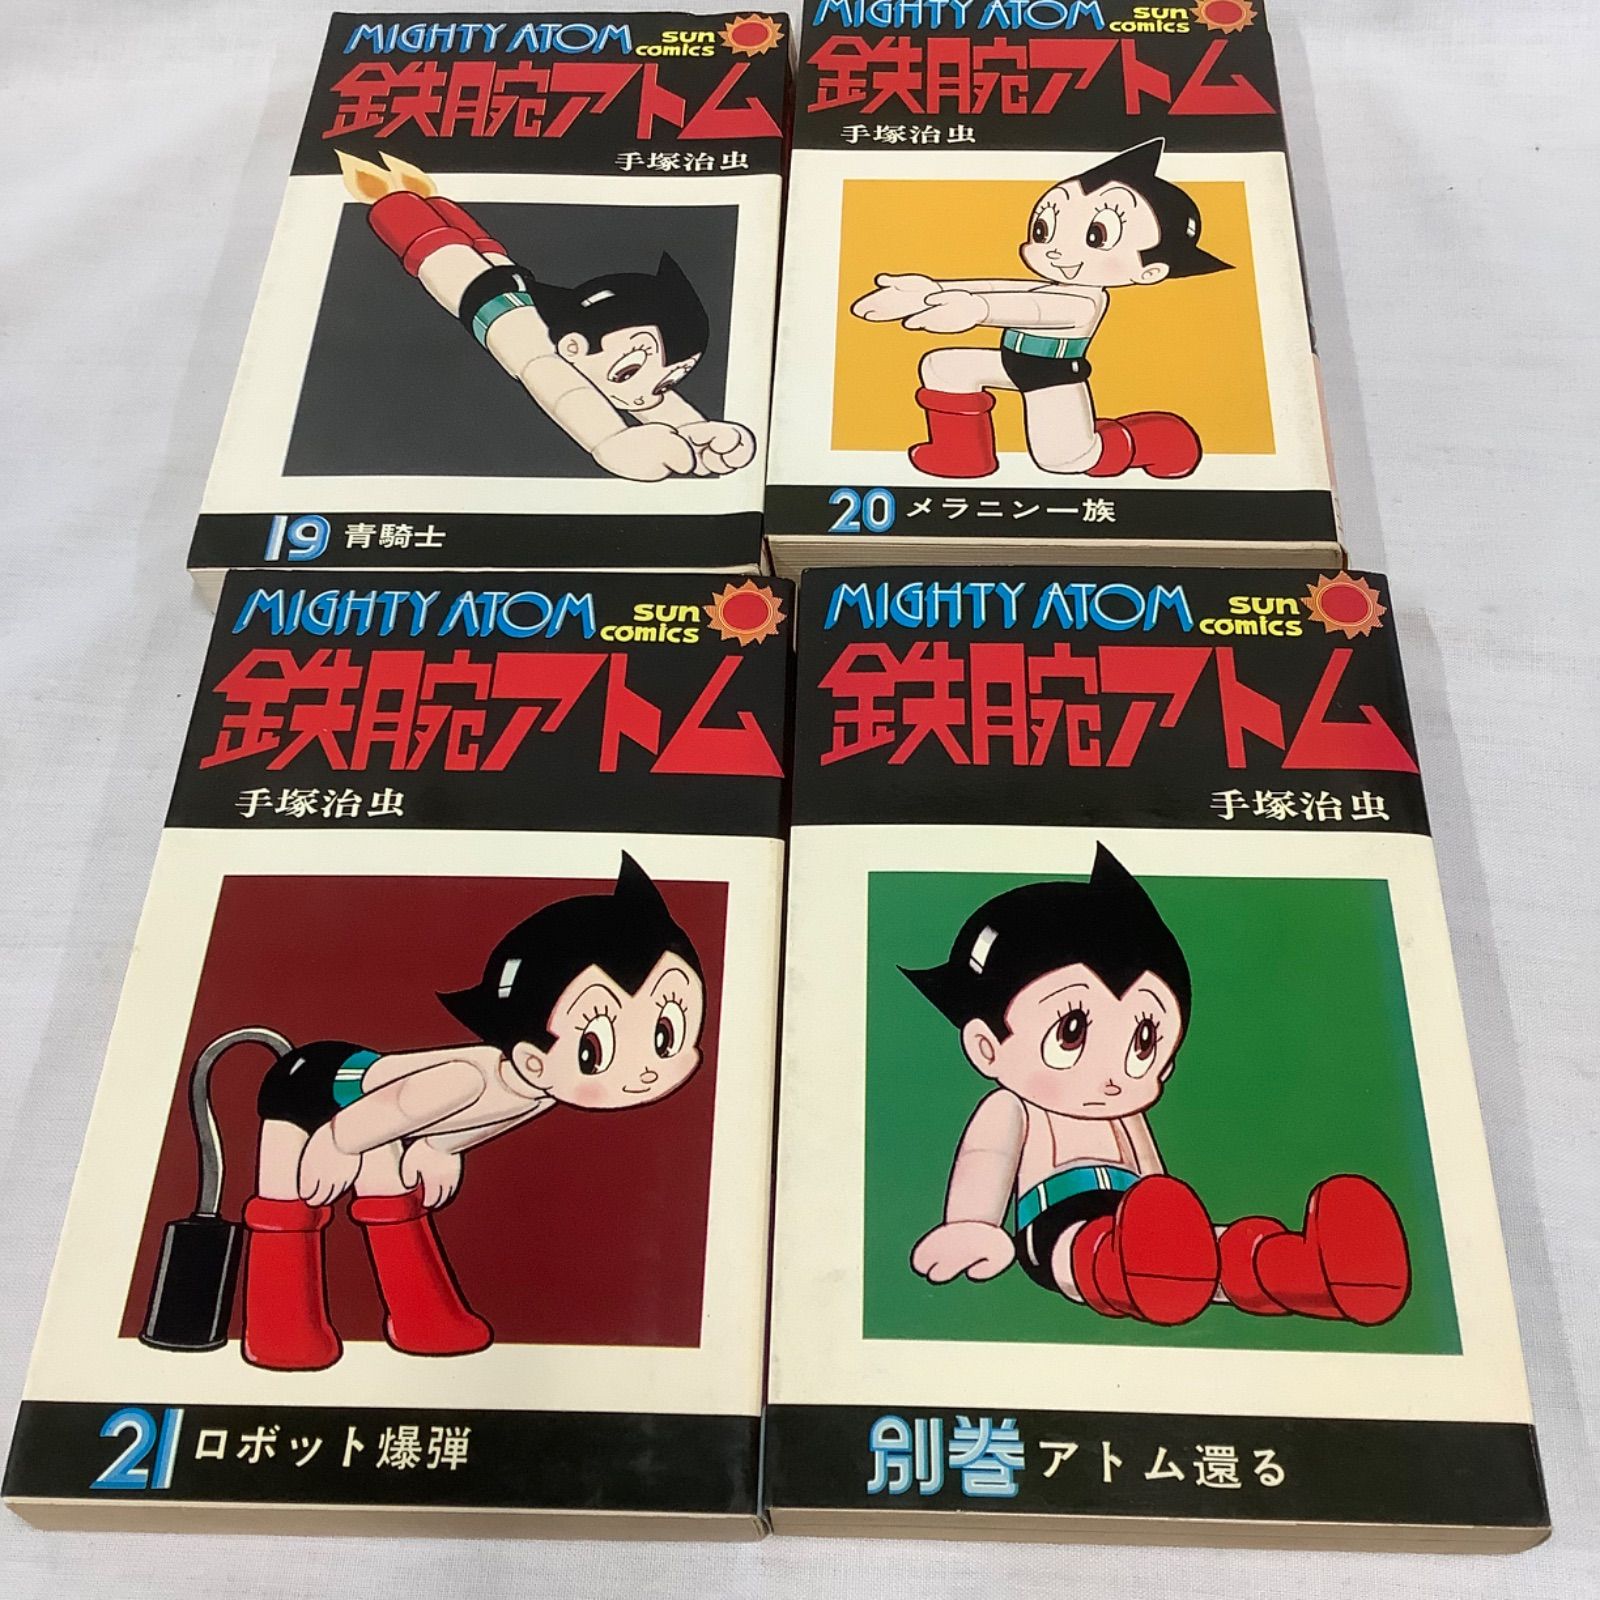 MIGHTY ATOM
sun
comics
鉄腕アトム
手塚治虫
19 青騎士
MIGHTY ATOM
sun
comics
鉄腕アトム
手塚治虫
20 メラニン一族
MIGHTY ATOM
sun
comics
鉄腕アトム
手塚治虫
21 ロボット爆弾
MIGHTY ATOM
sun
comics
鉄腕アトム
手塚治虫
別巻 アトム還る